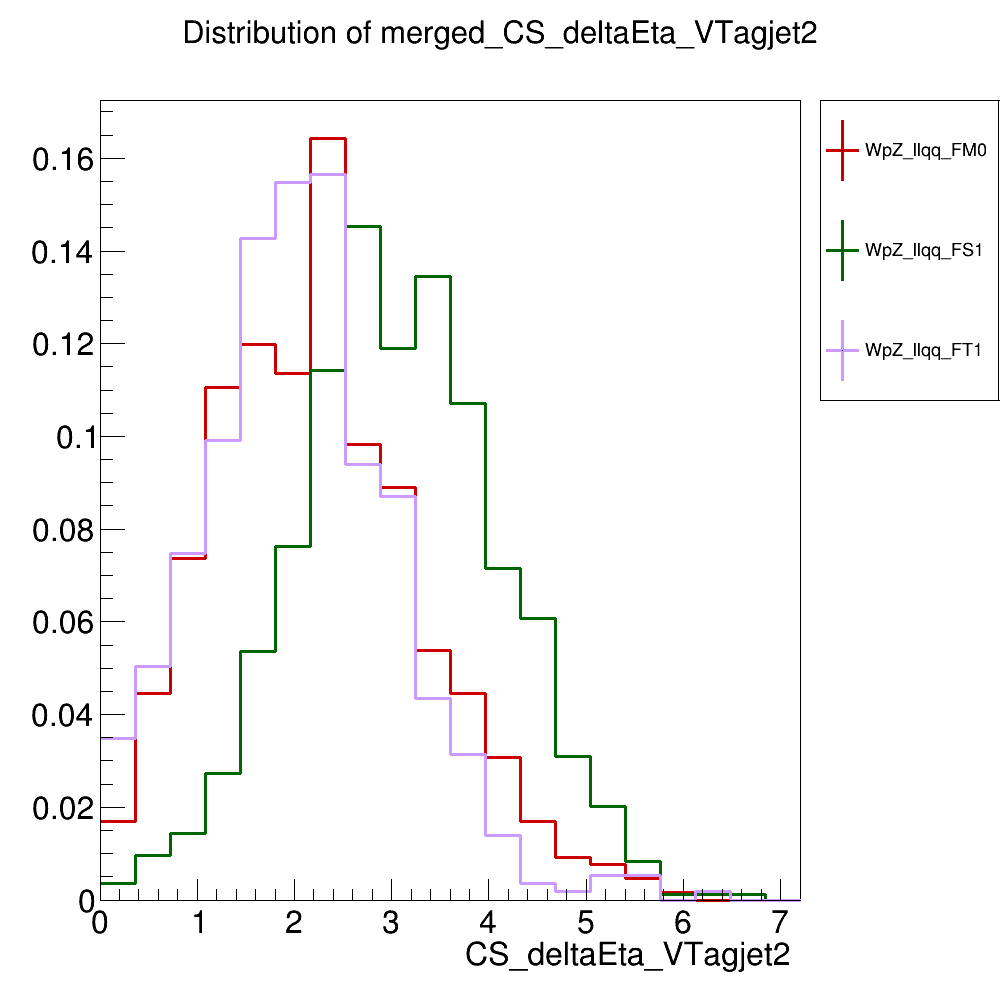 Distribution of merged_CS_deltaEta_VTagjet2
0.16
0.14
0.12
0.1
0.08
0.06
0.04
0.02
0
0 1 2 3 4 5 6 7
CS_deltaEta_VTagjet2
WpZ_llqq_FM0
WpZ_llqq_FS1
WpZ_llqq_FT1